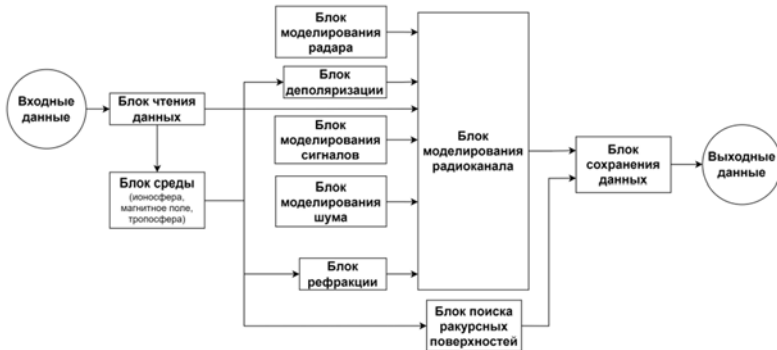 Входные
данные
Блок чтения
данных
Блок среды
(ионосфера,
магнитное поле,
тропосфера)
Блок
моделирования
радара
Блок
деполяризации
Блок
моделирования
сигналов
Блок
моделирования
шума
Блок
рефракции
Блок
моделирования
радиоканала
Блок поиска
ракурсных
поверхностей
Блок
сохранения
данных
Выходные
данные